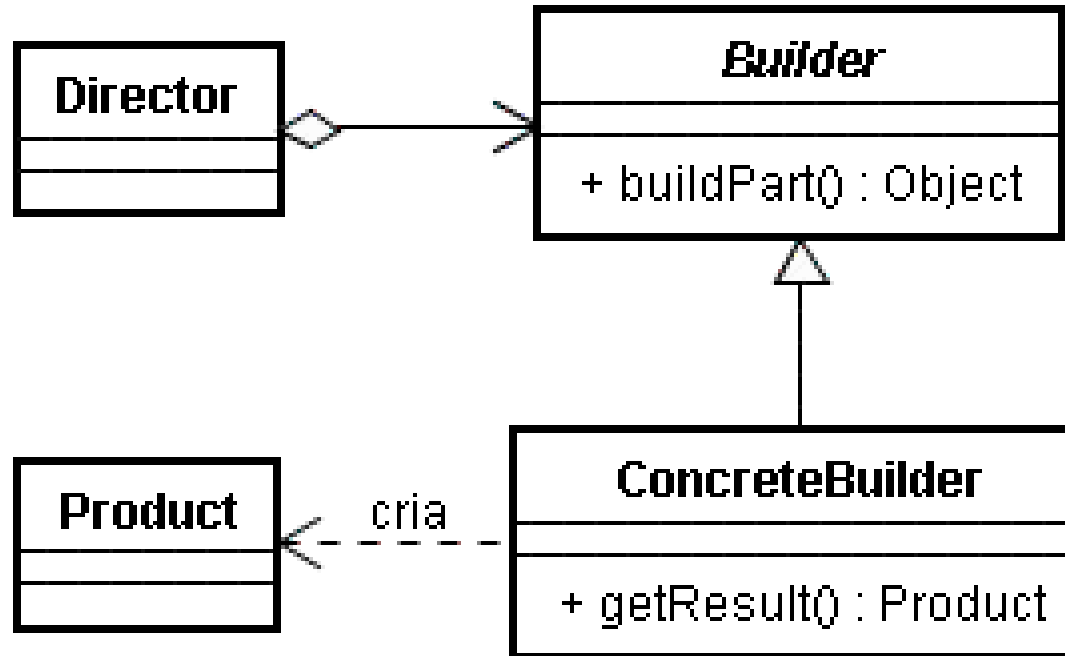 Director
Builder
+ buildPart() : Object
Product
cria
ConcreteBuilder
+ getResult() : Product